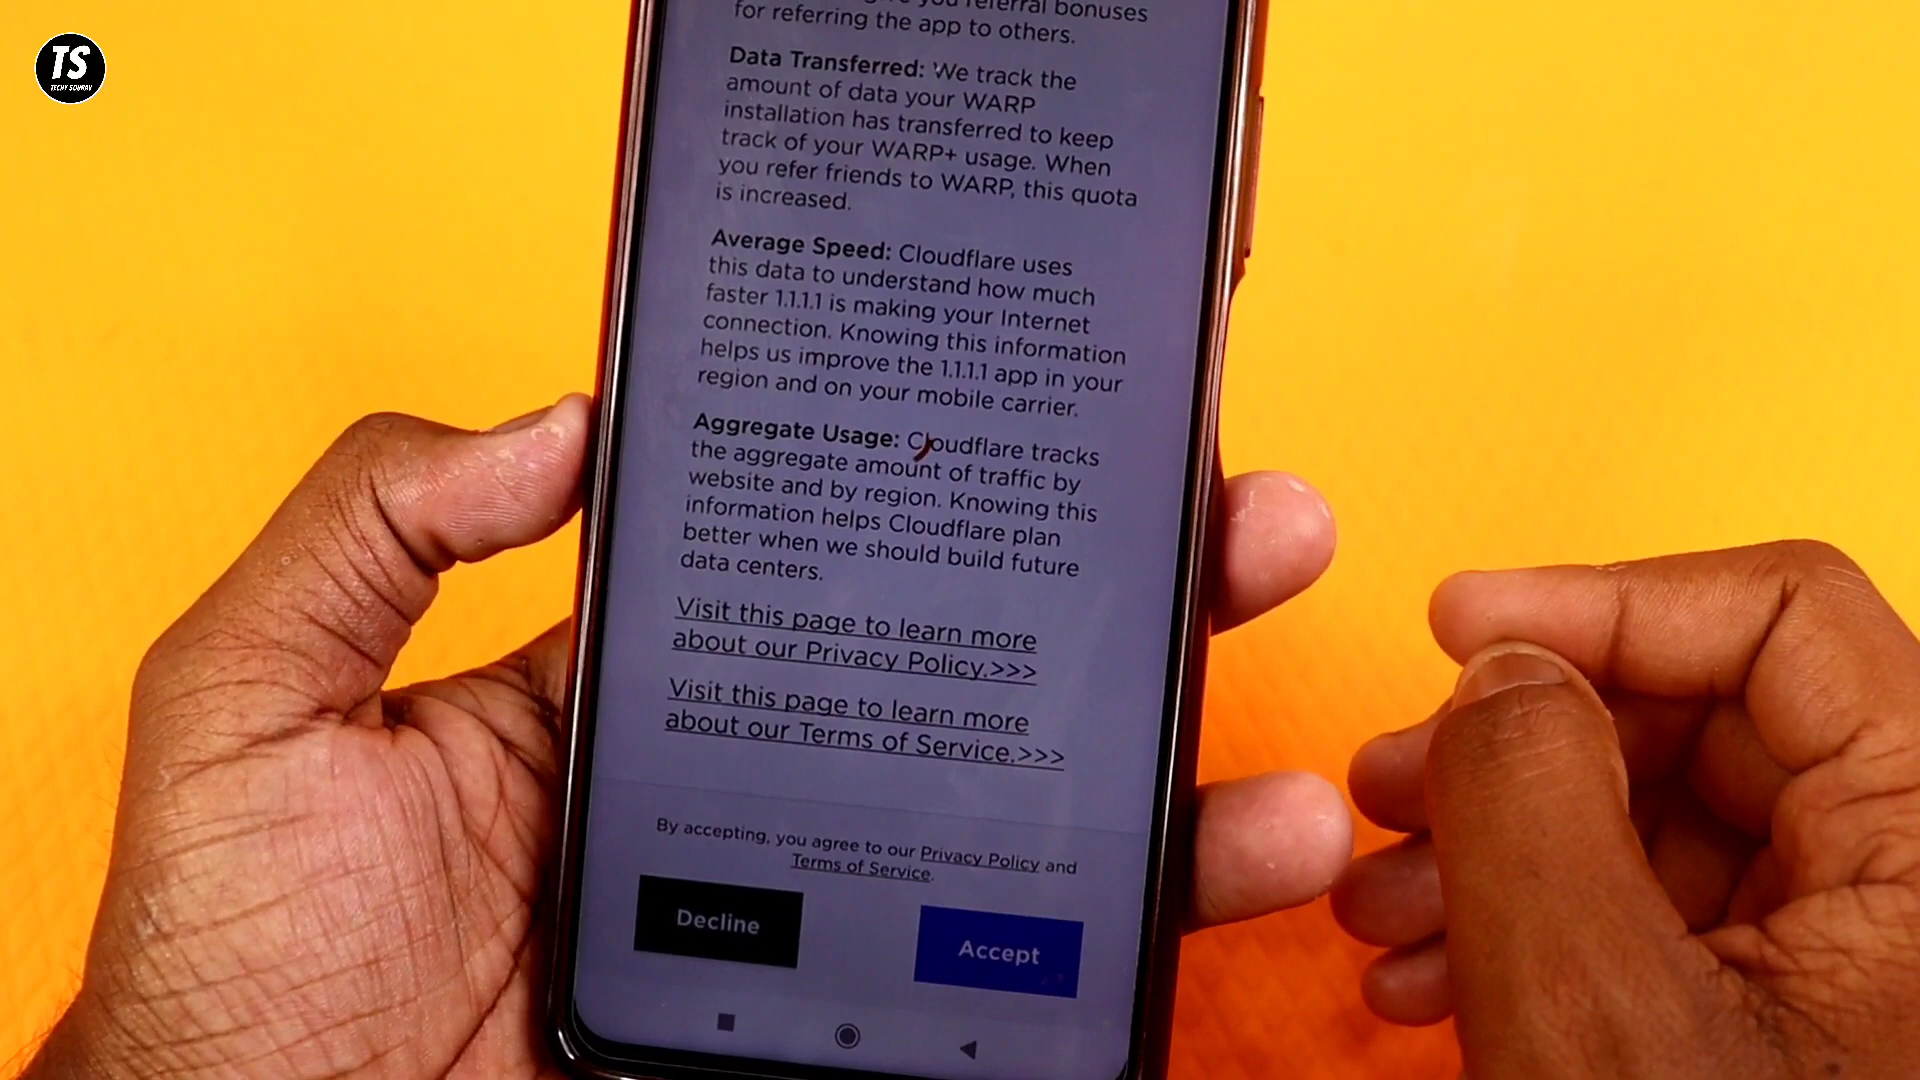 TS
TECHY SOURAV
referral bonuses
for referring the app to others.
Data Transferred: We track the
amount of data your WARP
installation has transferred to keep
track of your WARP+ usage. When
you refer friends to WARP, this quota
is increased.
Average Speed: Cloudflare uses
this data to understand how much
faster 1.1.1.1 is making your Internet
connection. Knowing this information
helps us improve the 1.1.1.1 app in your
region and on your mobile carrier.
Aggregate Usage: Cloudflare tracks
the aggregate amount of traffic by
website and by region. Knowing this
information helps Cloudflare plan
better when we should build future
data centers.
Visit this page to learn more
about our Privacy Policy.>>>
Visit this page to learn more
about our Terms of Service.>>>
By accepting, you agree to our Privacy Policy and
Terms of Service.
Decline
Accept